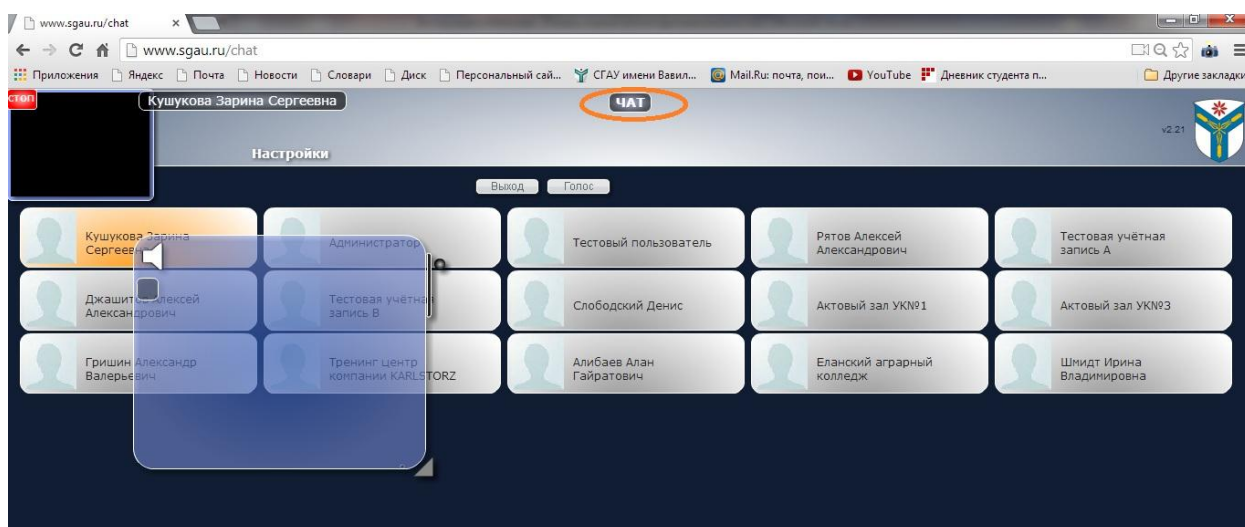 www.sgau.ru/chat
www.sgau.ru/chat
Приложения Яндекс Почта Новости Словари Диск Персональный сай... СГАУ имени Вавил... Mail.Ru: почта, пои... YouTube Дневник студента п... Другие закладки
стоп
Кушукова Зарина Сергеевна
ЧАТ
v2.21
Настройки
Выход Голос
Кушукова Зарина
Сергеевна
Администратор
Тестовый пользователь
Рятов Алексей
Александрович
Тестовая учётная
запись А
Джашитов Алексей
Александрович
Тестовая учётная
запись В
Слободский Денис
Актовый зал УК№1
Актовый зал УК№3
Гришин Александр
Валерьевич
Тренинг центр
компании KARLSTORZ
Алибаев Алан
Гайратович
Еланский аграрный
колледж
Шмидт Ирина
Владимировна